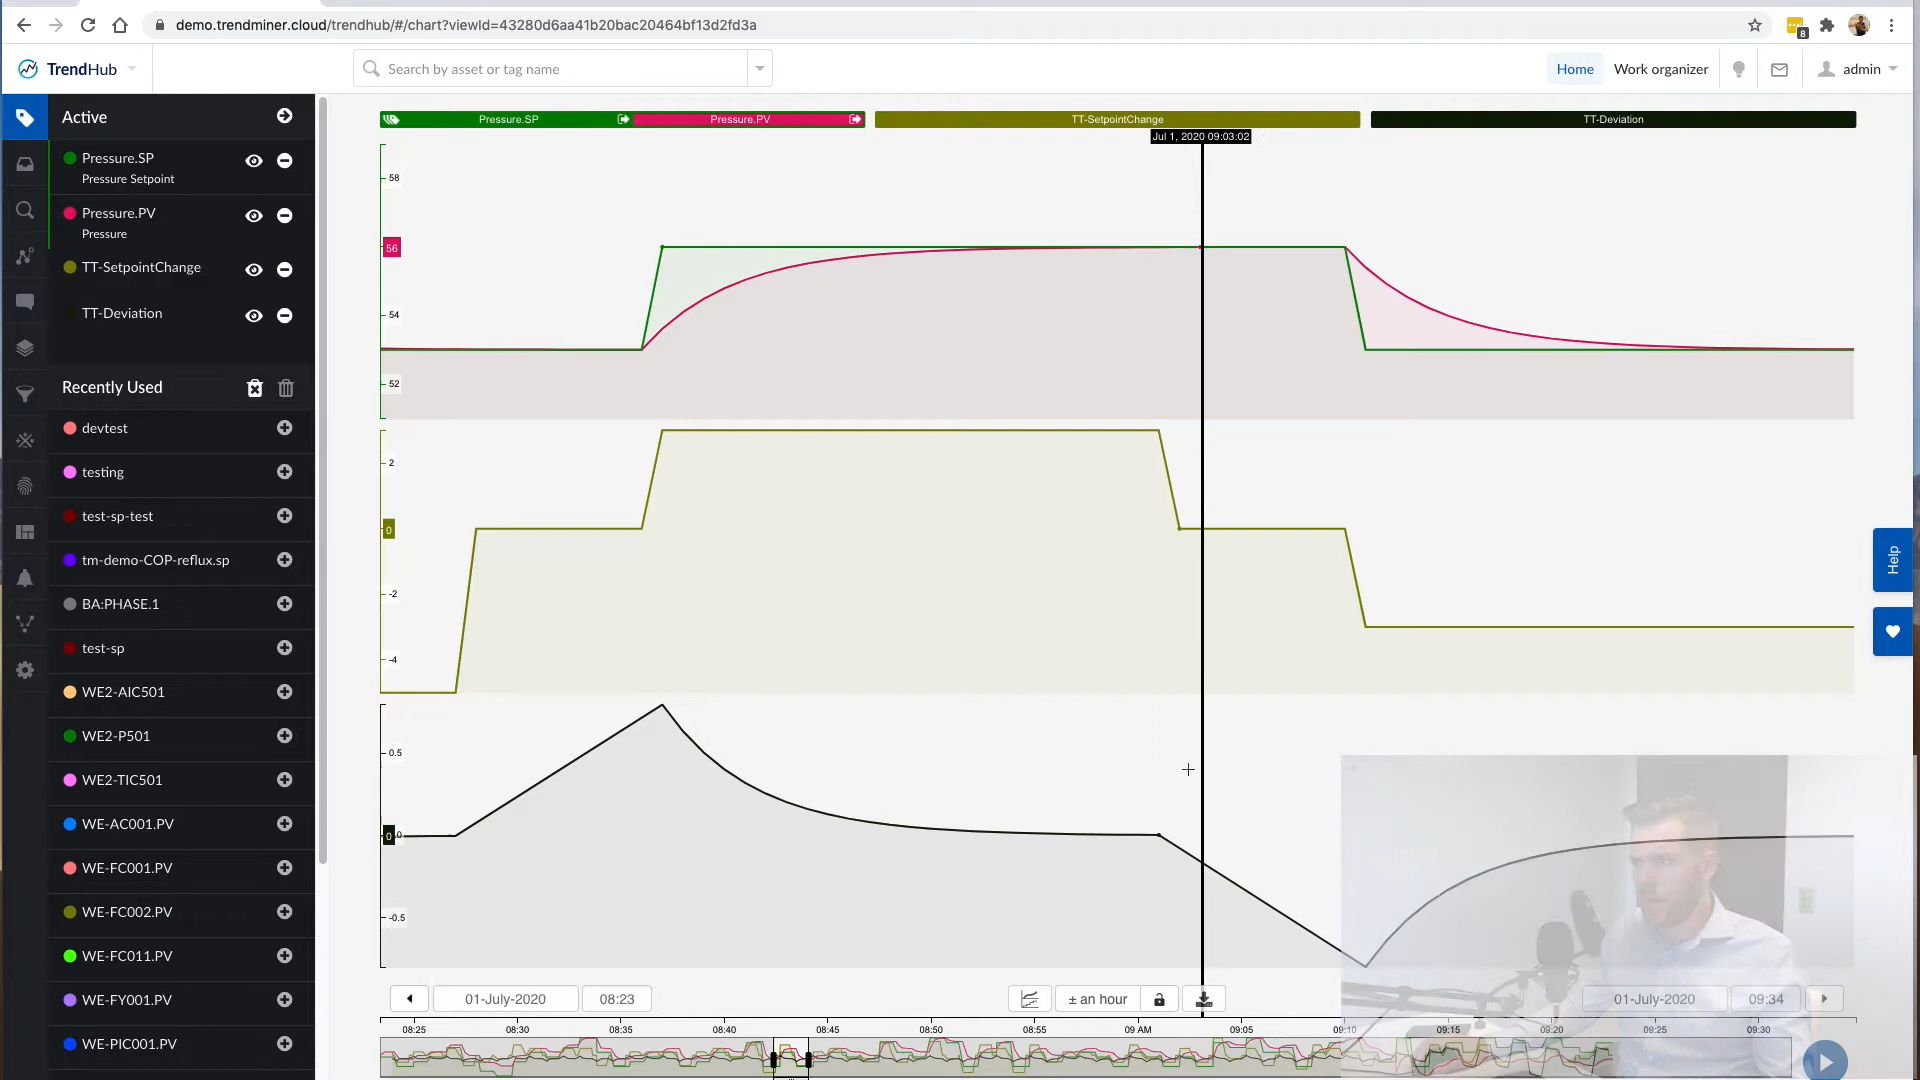 demo.trendminer.cloud/trendhub/#/chart?viewId=43280d6aa41b20bac20464bf13d2fd3a
8
TrendHub
Search by asset or tag name
Home
Work organizer
admin
Active
Pressure.SP
Pressure Setpoint
Pressure.PV
Pressure
TT-SetpointChange
TT-Deviation
Recently Used
devtest
testing
test-sp-test
tm-demo-COP-reflux.sp
BA:PHASE.1
test-sp
WE2-AIC501
WE2-P501
WE2-TIC501
WE-AC001.PV
WE-FC001.PV
WE-FC002.PV
WE-FC011.PV
WE-FY001.PV
WE-PIC001.PV
Pressure.SP
Pressure.PV
TT-SetpointChange
TT-Deviation
Jul 1, 2020 09:03:02
58
56
54
52
2
0
-2
-4
0.5
0
-0.5
Help
01-July-2020
08:23
± an hour
01-July-2020
09:34
08:25
08:30
08:35
08:40
08:45
08:50
08:55
09 AM
09:05
09:10
09:15
09:20
09:25
09:30